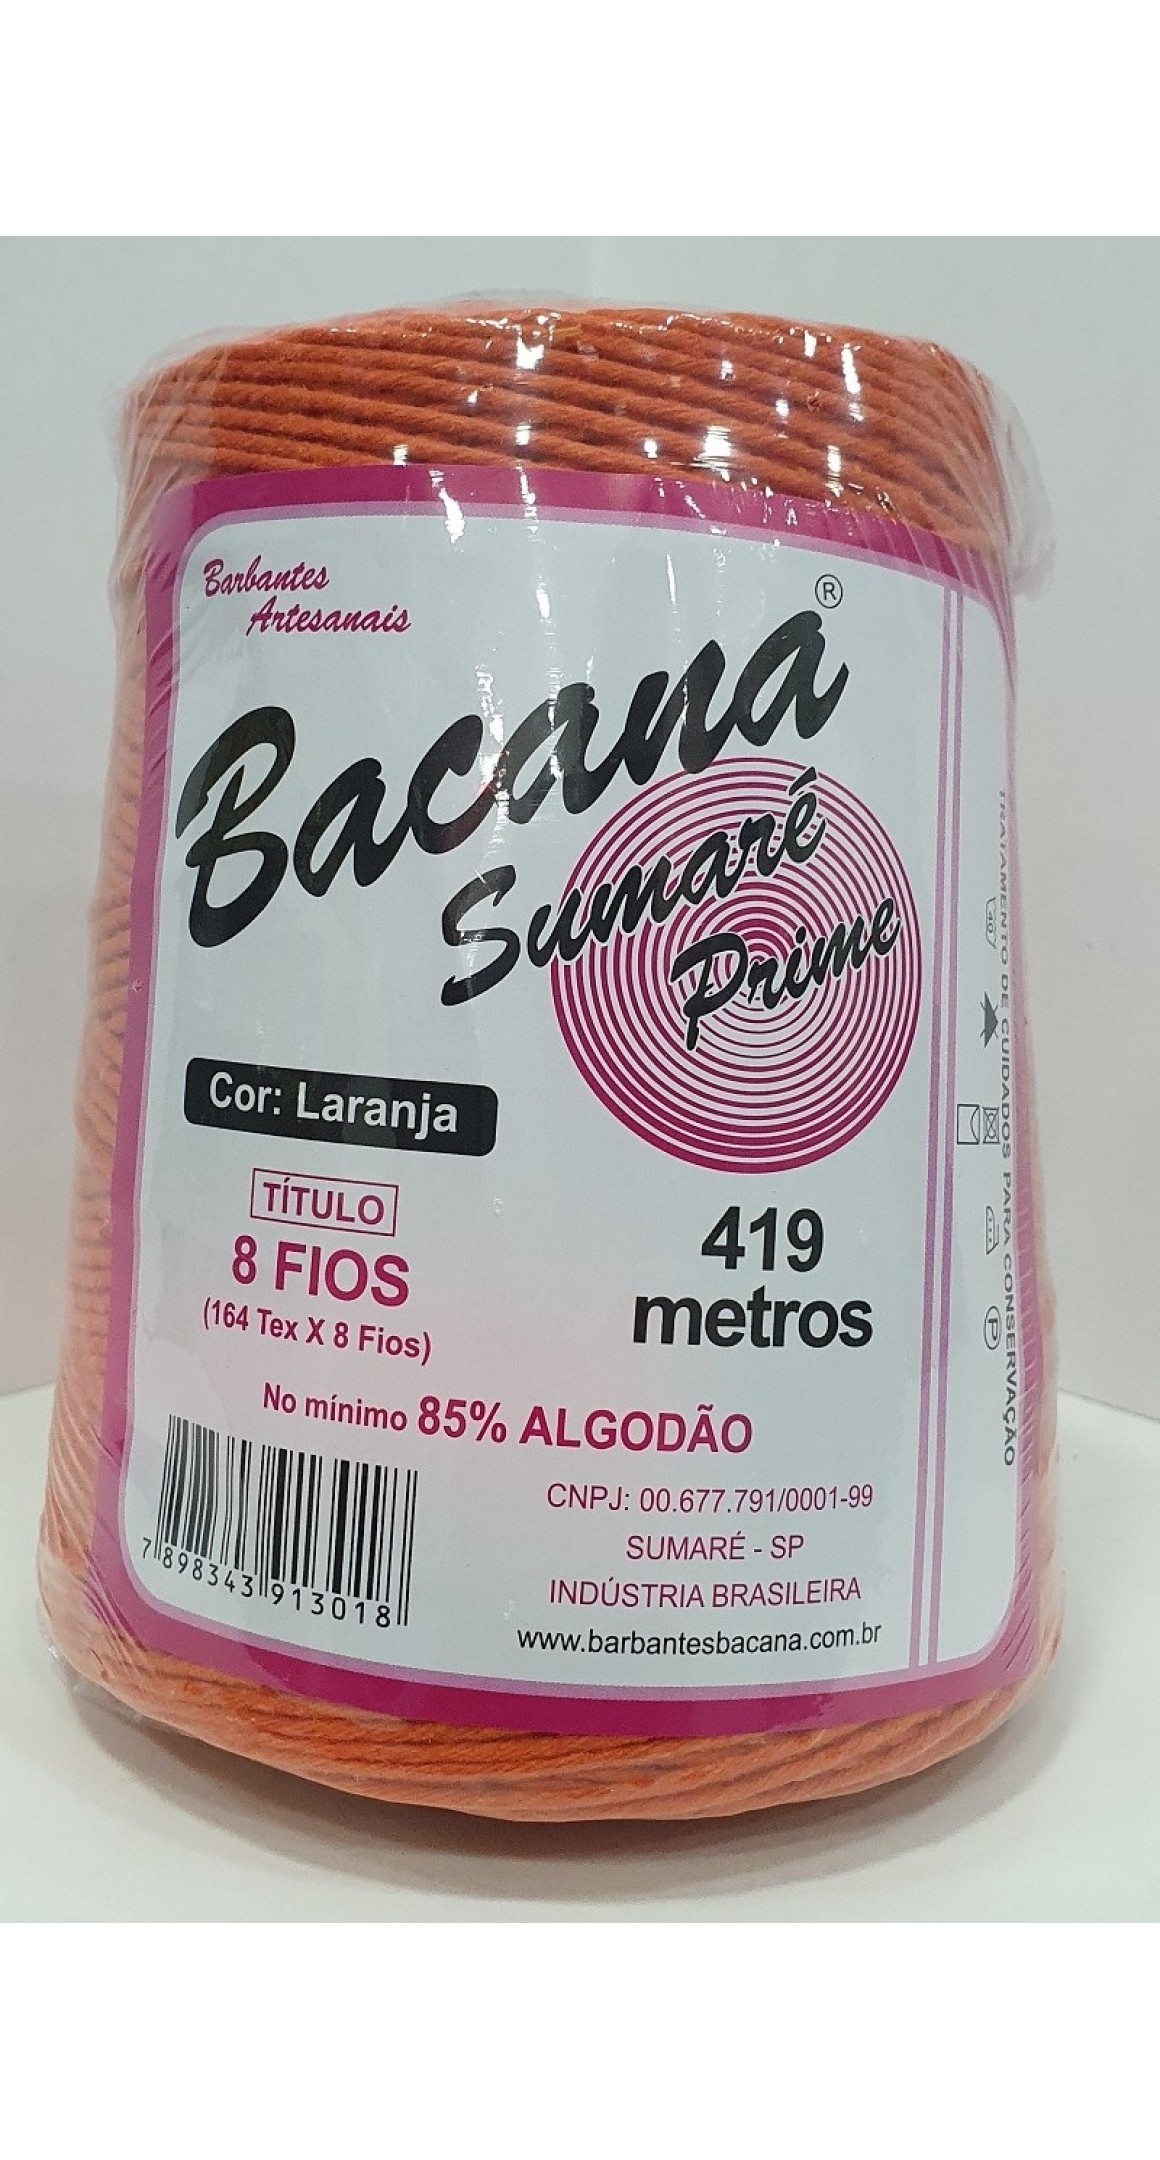 Barbantes
Artesanais
Bacana®
Sumaré
Prime
Cor: Laranja
TÍTULO
8 FIOS
(164 Tex X 8 Fios)
419
metros
No mínimo 85% ALGODÃO
7 898343 913018
CNPJ: 00.677.791/0001-99
SUMARÉ - SP
INDÚSTRIA BRASILEIRA
www.barbantesbacana.com.br
TRATAMENTO DE CUIDADOS PARA CONSERVAÇÃO
40
P